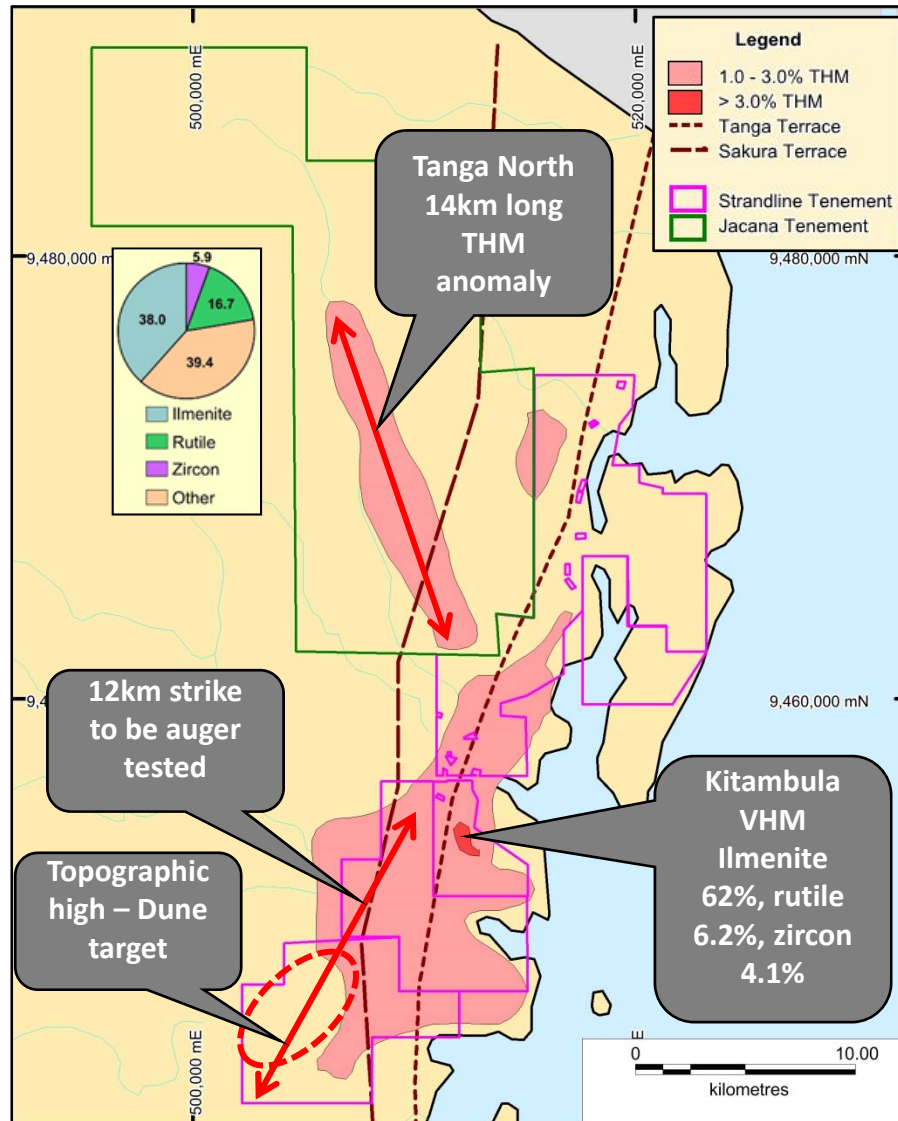 500,000 mE
520,000 mE
Legend
1.0 - 3.0% THM
> 3.0% THM
Tanga Terrace
Sakura Terrace
Strandline Tenement
Jacana Tenement
Tanga North
14km long
THM
anomaly
9,480,000 mN
9,480,000 mN
5.9
16.7
38.0
39.4
Ilmenite
Rutile
Zircon
Other
12km strike
to be auger
tested
9,4
9,460,000 mN
Kitambula
VHM
Ilmenite
62%, rutile
6.2%, zircon
4.1%
Topographic
high – Dune
target
500,000 mE
E
0
10.00
kilometres